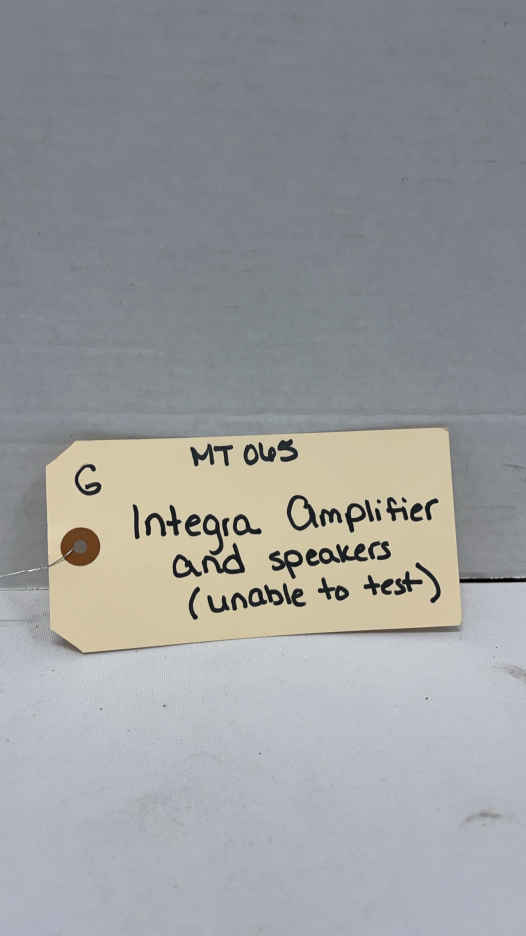 MT 065
G
Integra Amplifier
and speakers
(unable to test)